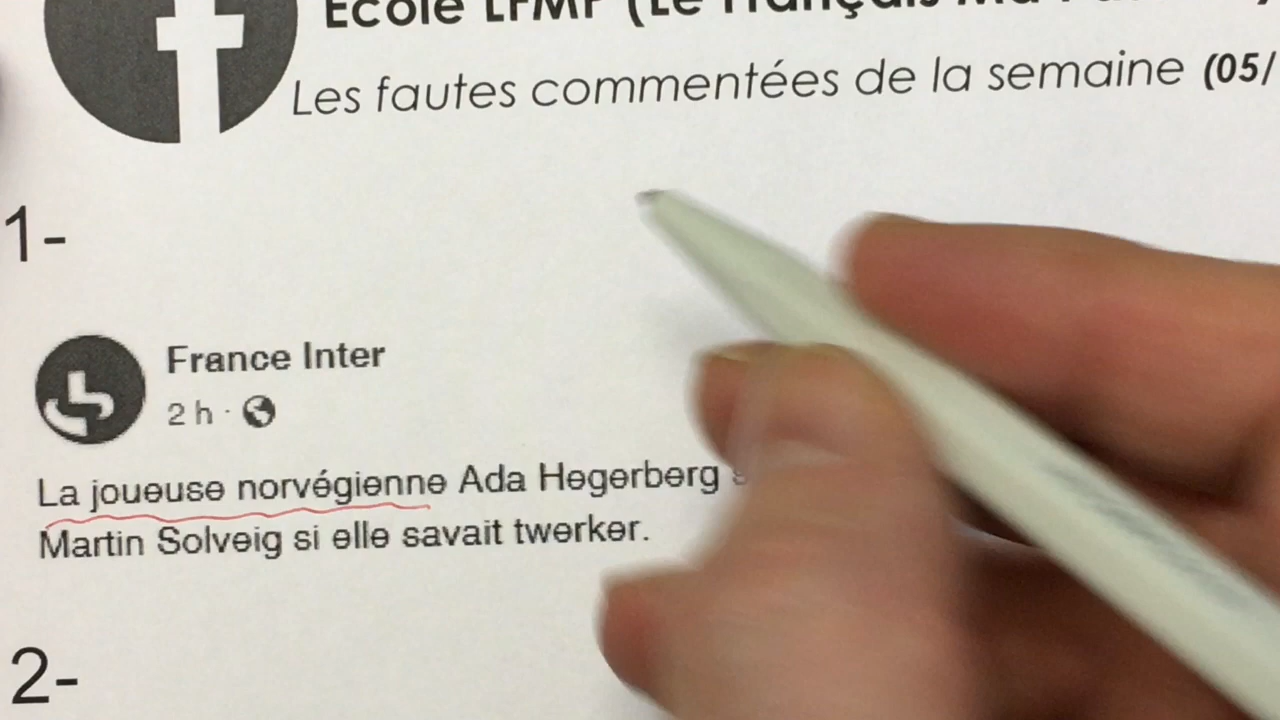 École LFMP (Le Français Ma
Les fautes commentées de la semaine (05/
1-
France Inter
2 h ·
La joueuse norvégienne Ada Hegerberg
Martin Solveig si elle savait twerker.
2-